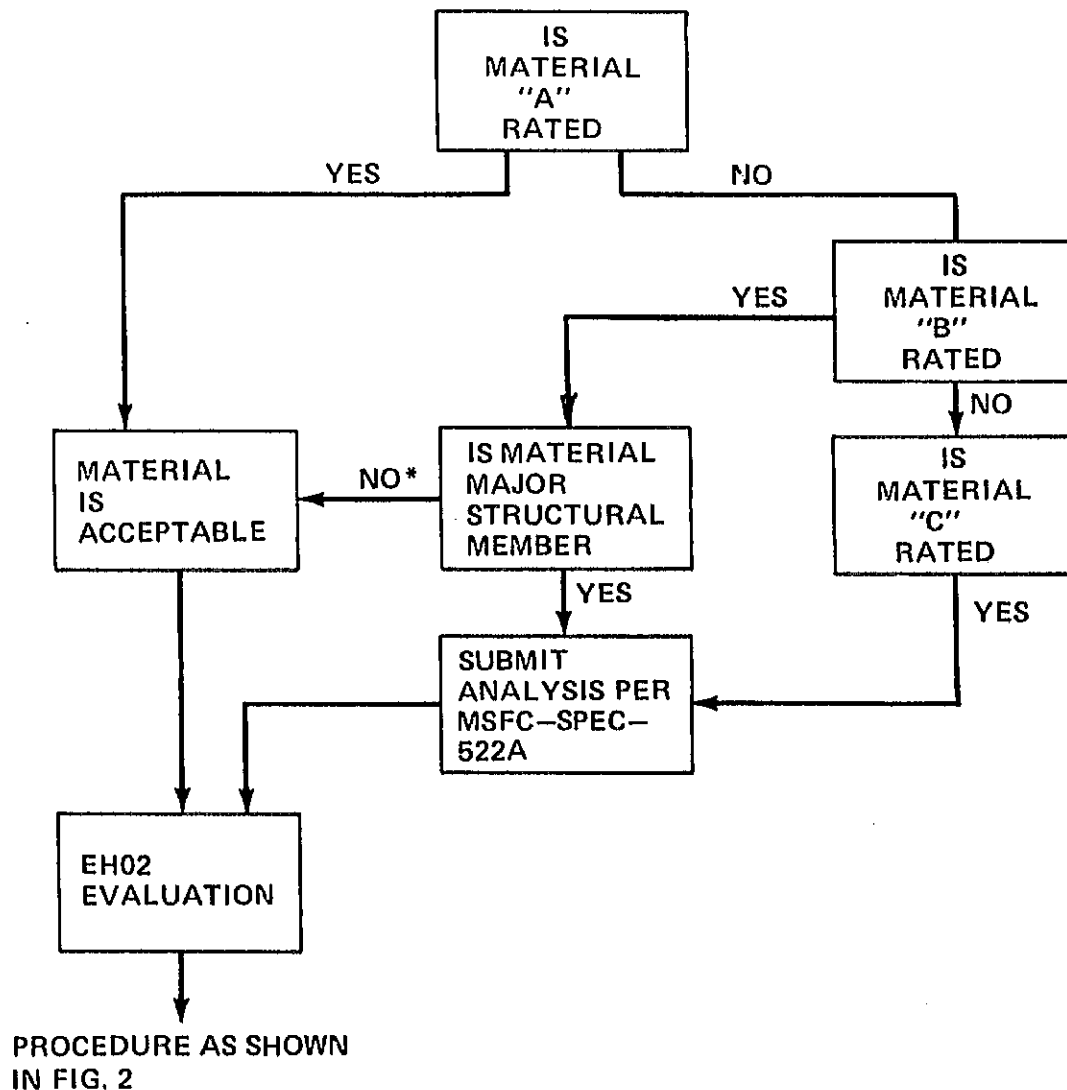 IS
MATERIAL
"A"
RATED
YES
NO
IS
MATERIAL
"B"
RATED
YES
NO
MATERIAL
IS
ACCEPTABLE
NO*
IS MATERIAL
MAJOR
STRUCTURAL
MEMBER
IS
MATERIAL
"C"
RATED
YES
YES
SUBMIT
ANALYSIS PER
MSFC–SPEC–
522A
EH02
EVALUATION
PROCEDURE AS SHOWN
IN FIG. 2